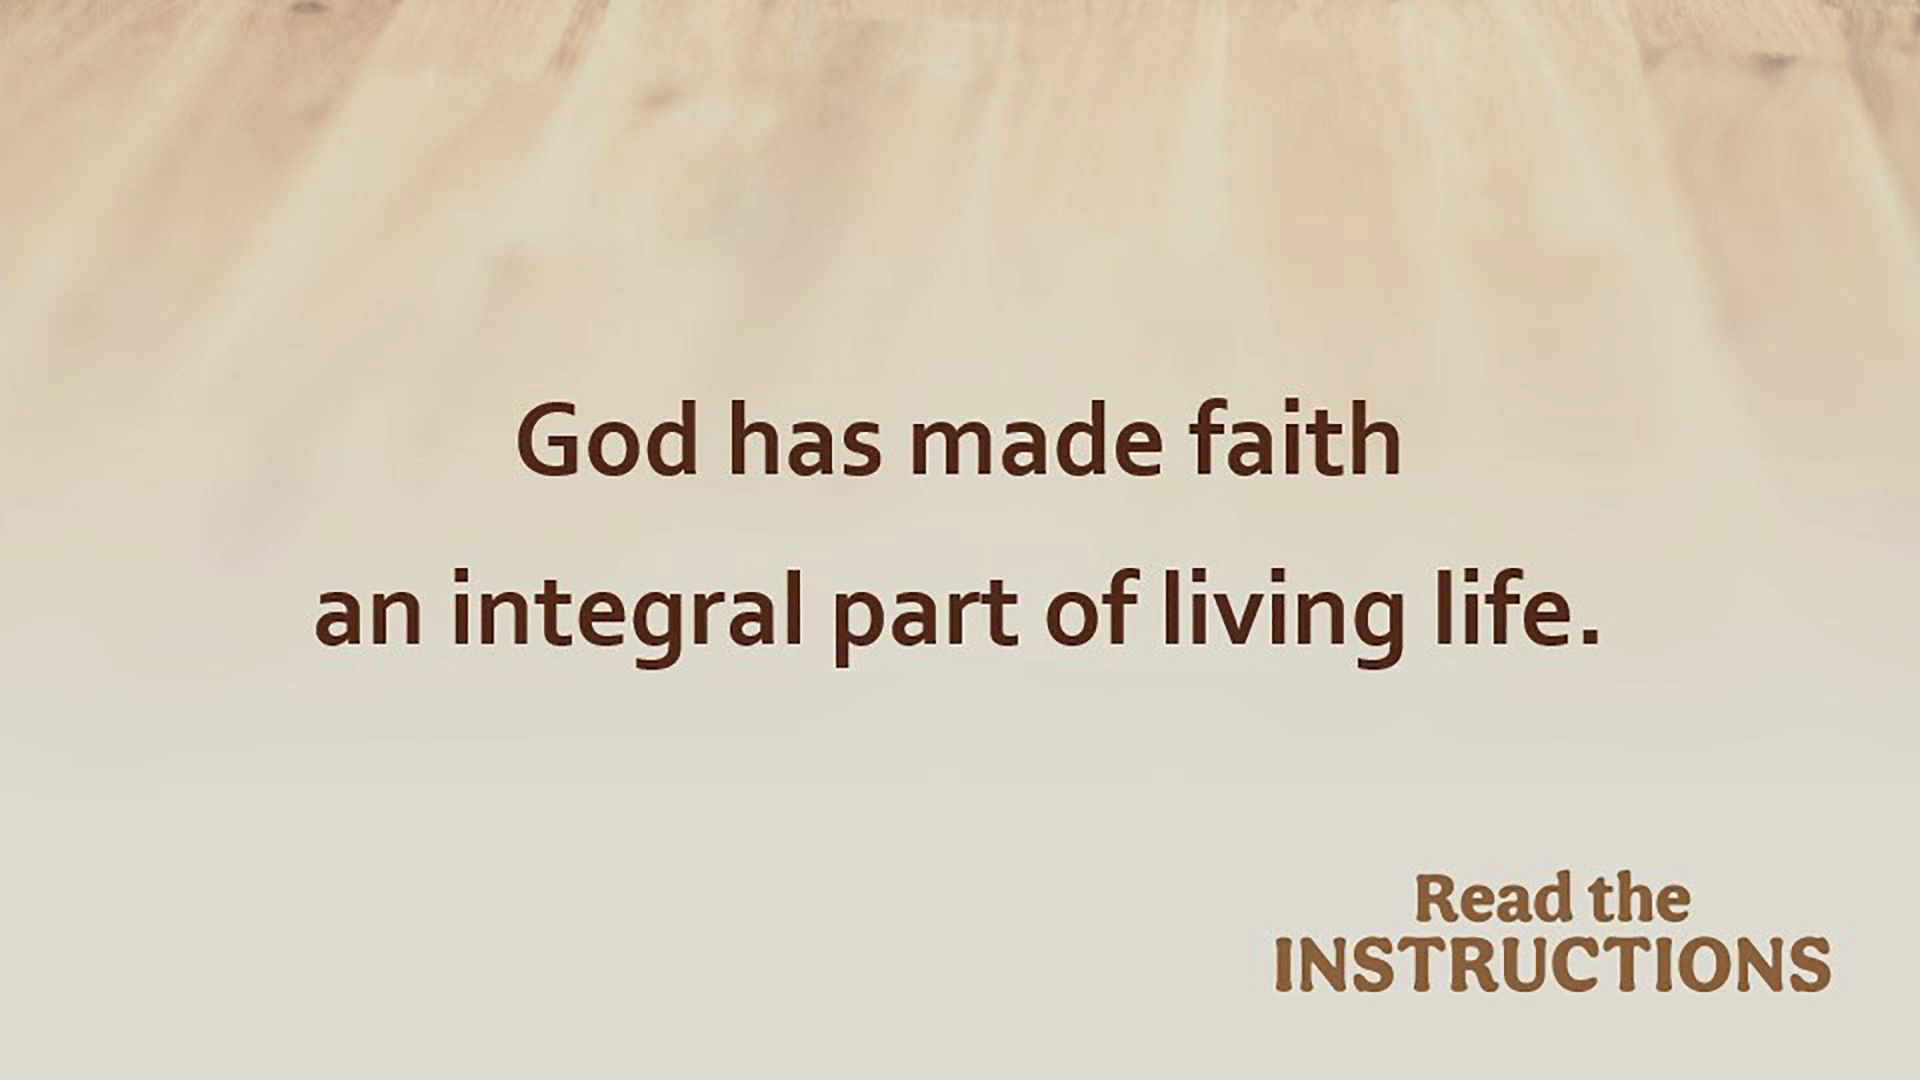 God has made faith
an integral part of living life.
Read the
INSTRUCTIONS